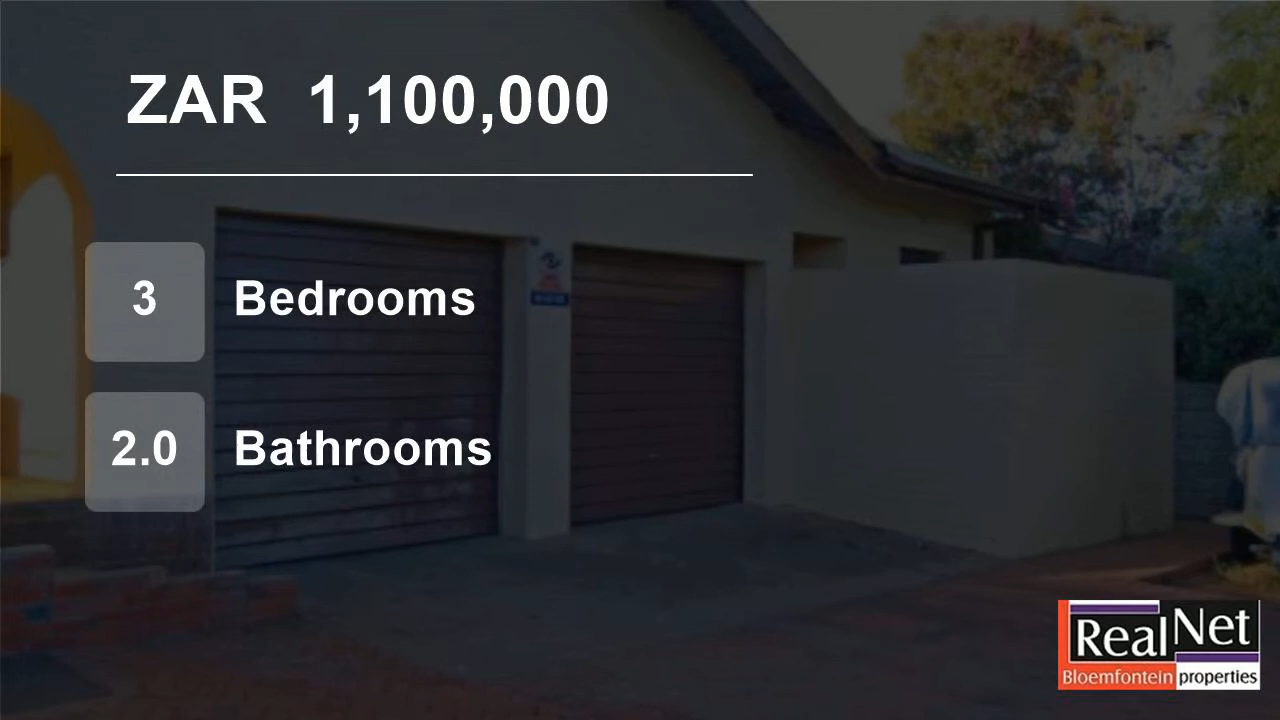 ZAR 1,100,000
3 Bedrooms
2.0 Bathrooms
RealNet
Bloemfontein properties